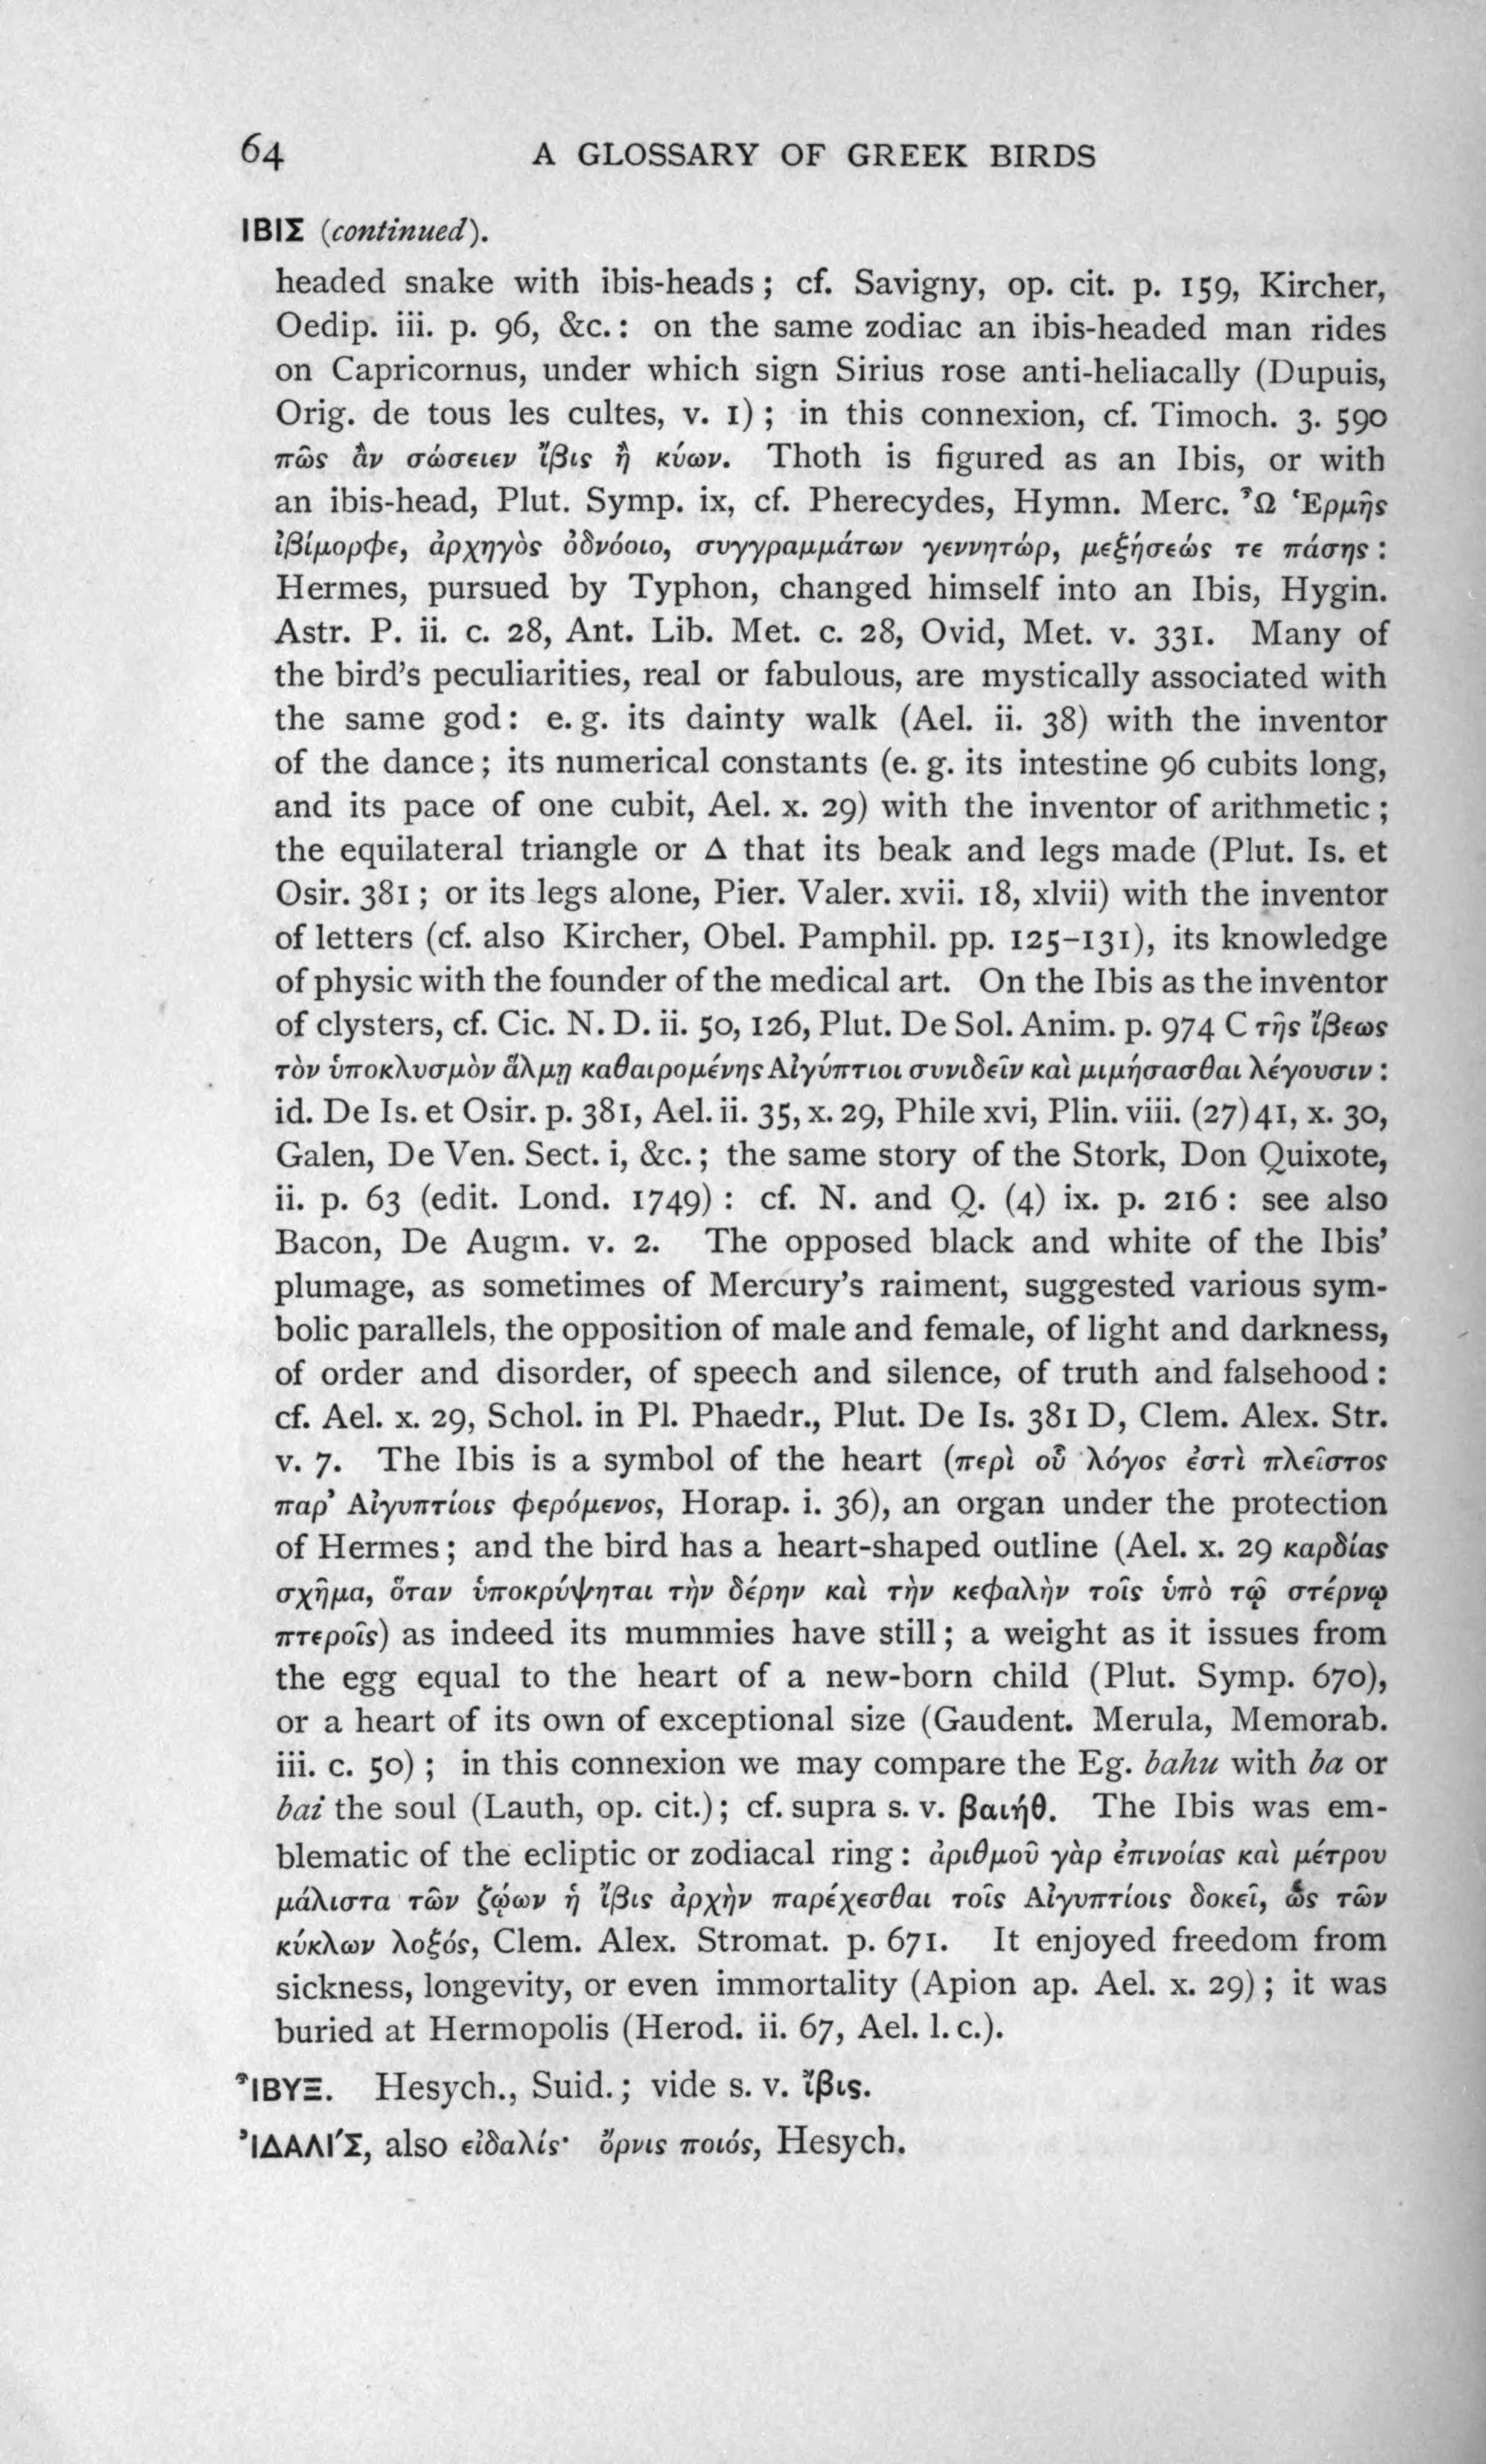 64 A GLOSSARY OF GREEK BIRDS
ΙΒΙΣ (continued).
headed snake with ibis-heads; cf. Savigny, op. cit. p. 159, Kircher,
Oedip. iii. p. 96, &c.: on the same zodiac an ibis-headed man rides
on Capricornus, under which sign Sirius rose anti-heliacally (Dupuis,
Orig. de tous les cultes, v. 1); in this connexion, cf. Timoch. 3. 590
πῶς ἂν σώσειεν ἶβις ἢ κύων. Thoth is figured as an Ibis, or with
an ibis-head, Plut. Symp. ix, cf. Pherecydes, Hymn. Merc. Ὦ Ἑρμῆς
ἰβίμορφε, ἀρχηγὸς ὀδνόοιο, συγγραμμάτων γεννητώρ, μεξήσεώς τε πάσης:
Hermes, pursued by Typhon, changed himself into an Ibis, Hygin.
Astr. P. ii. c. 28, Ant. Lib. Met. c. 28, Ovid, Met. v. 331. Many of
the bird's peculiarities, real or fabulous, are mystically associated with
the same god: e. g. its dainty walk (Ael. ii. 38) with the inventor
of the dance; its numerical constants (e. g. its intestine 96 cubits long,
and its pace of one cubit, Ael. x. 29) with the inventor of arithmetic;
the equilateral triangle or Δ that its beak and legs made (Plut. Is. et
Osir. 381; or its legs alone, Pier. Valer. xvii. 18, xlvii) with the inventor
of letters (cf. also Kircher, Obel. Pamphil. pp. 125–131), its knowledge
of physic with the founder of the medical art. On the Ibis as the inventor
of clysters, cf. Cic. N. D. ii. 50, 126, Plut. De Sol. Anim. p. 974 C τῆς ἴβεως
τὸν ὑποκλυσμὸν ἅλμῃ καθαιρομένης Αἰγύπτιοι συνιδεῖν καὶ μιμήσασθαι λέγουσιν:
id. De Is. et Osir. p. 381, Ael. ii. 35, x. 29, Phile xvi, Plin. viii. (27) 41, x. 30,
Galen, De Ven. Sect. i, &c.; the same story of the Stork, Don Quixote,
ii. p. 63 (edit. Lond. 1749): cf. N. and Q. (4) ix. p. 216: see also
Bacon, De Augm. v. 2. The opposed black and white of the Ibis'
plumage, as sometimes of Mercury's raiment, suggested various sym-
bolic parallels, the opposition of male and female, of light and darkness,
of order and disorder, of speech and silence, of truth and falsehood:
cf. Ael. x. 29, Schol. in Pl. Phaedr., Plut. De Is. 381 D, Clem. Alex. Str.
v. 7. The Ibis is a symbol of the heart (περὶ οὗ λόγος ἐστὶ πλεῖστος
παρ' Αἰγυπτίοις φερόμενος, Horap. i. 36), an organ under the protection
of Hermes; and the bird has a heart-shaped outline (Ael. x. 29 καρδίας
σχῆμα, ὅταν ὑποκρύψηται τὴν δέρην καὶ τὴν κεφαλὴν τοῖς ὑπὸ τῷ στέρνῳ
πτεροῖς) as indeed its mummies have still; a weight as it issues from
the egg equal to the heart of a new-born child (Plut. Symp. 670),
or a heart of its own of exceptional size (Gaudent. Merula, Memorab.
iii. c. 50); in this connexion we may compare the Eg. bahu with ba or
bai the soul (Lauth, op. cit.); cf. supra s. v. βαιήθ. The Ibis was em-
blematic of the ecliptic or zodiacal ring: ἀριθμοῦ γὰρ ἐπινοίας καὶ μέτρου
μάλιστα τῶν ζῴων ἡ ἶβις ἀρχὴν παρέχεσθαι τοῖς Αἰγυπτίοις δοκεῖ, ὡς τῶν
κύκλων λοξός, Clem. Alex. Stromat. p. 671. It enjoyed freedom from
sickness, longevity, or even immortality (Apion ap. Ael. x. 29); it was
buried at Hermopolis (Herod. ii. 67, Ael. l. c.).
ἾΒΥΞ. Hesych., Suid.; vide s. v. ἶβις.
ἸΔΑΛΊΣ, also εἰδαλίς· ὄρνις ποιός, Hesych.